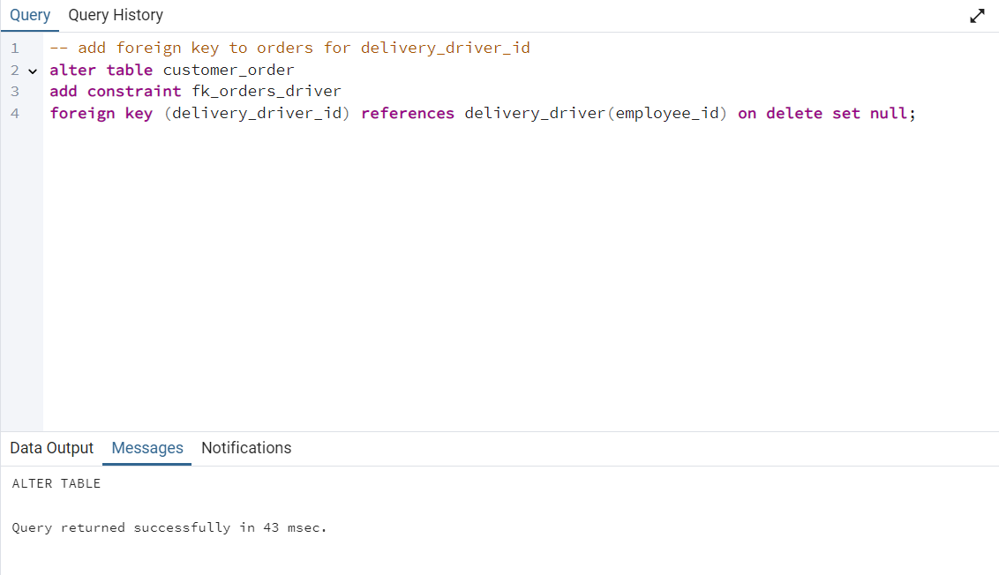 Query Query History
1 -- add foreign key to orders for delivery_driver_id
2 alter table customer_order
3 add constraint fk_orders_driver
4 foreign key (delivery_driver_id) references delivery_driver(employee_id) on delete set null;
Data Output Messages Notifications
ALTER TABLE
Query returned successfully in 43 msec.